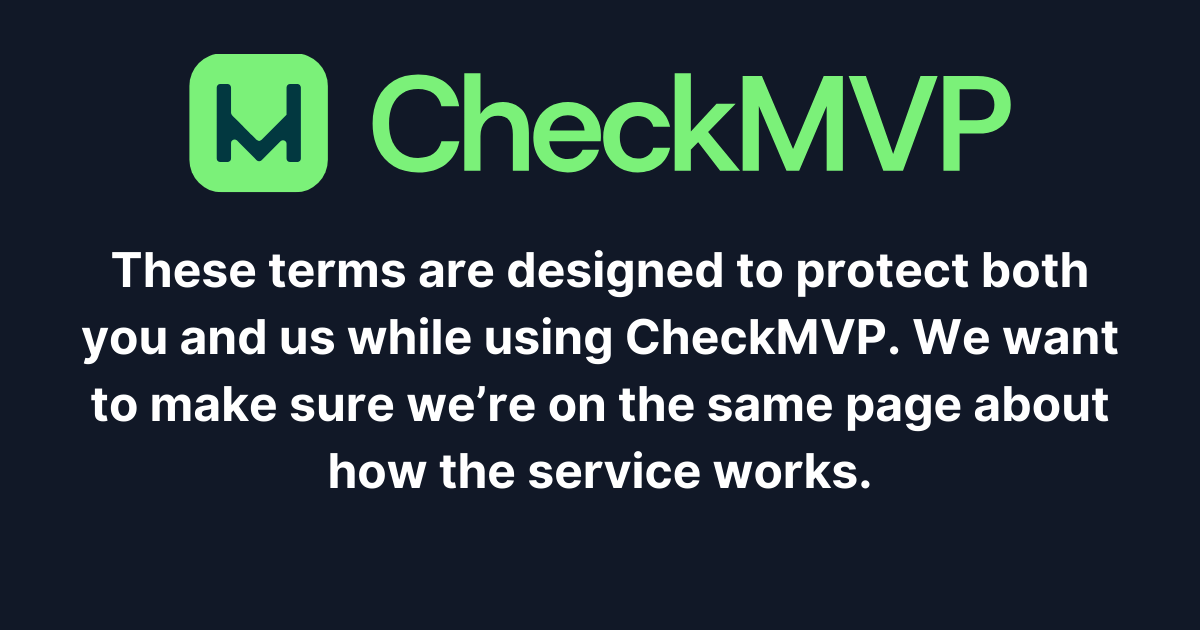 CheckMVP
These terms are designed to protect both
you and us while using CheckMVP. We want
to make sure we’re on the same page about
how the service works.